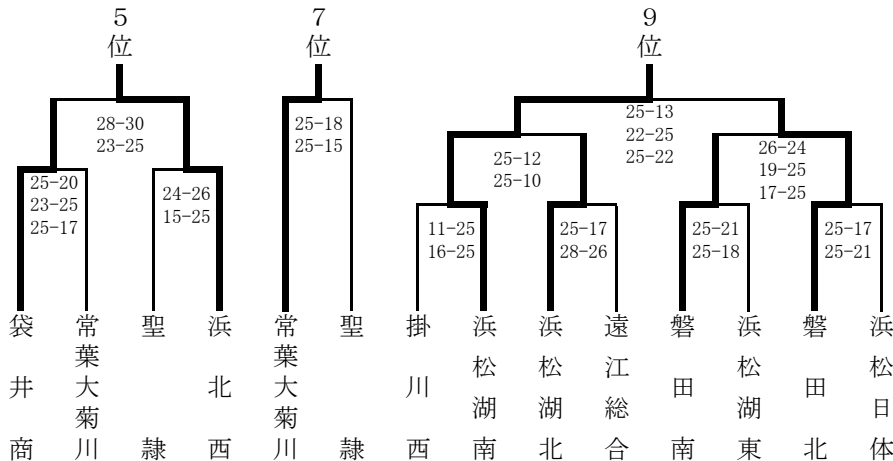 ５位
７位
９位
28-30
23-25
25-18
25-15
25-13
22-25
25-22
25-12
25-10
26-24
19-25
17-25
25-20
23-25
25-17
24-26
15-25
11-25
16-25
25-17
28-26
25-21
25-18
25-17
25-21
袋井商
常葉大菊川
聖隷
浜北西
常葉大菊川
聖隷
掛川西
浜松湖南
浜松湖北
遠江総合
磐田南
浜松湖東
磐田北
浜松日体